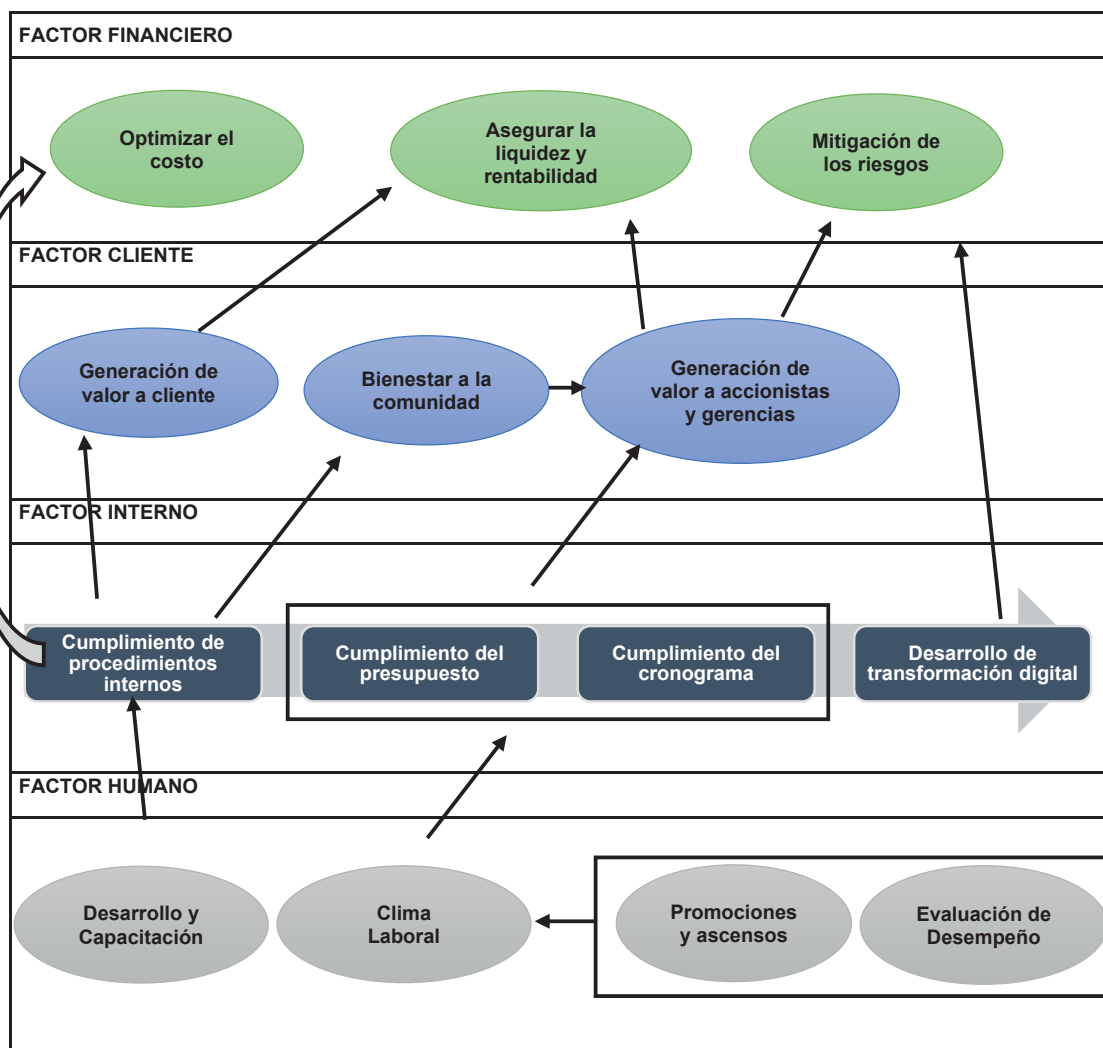 FACTOR FINANCIERO
Optimizar el
costo
Asegurar la
liquidez y
rentabilidad
Mitigación de
los riesgos
FACTOR CLIENTE
Generación de
valor a cliente
Bienestar a la
comunidad
Generación de
valor a accionistas
y gerencias
FACTOR INTERNO
Cumplimiento de
procedimientos
internos
Cumplimiento del
presupuesto
Cumplimiento del
cronograma
Desarrollo de
transformación digital
FACTOR HUMANO
Desarrollo y
Capacitación
Clima
Laboral
Promociones
y ascensos
Evaluación de
Desempeño